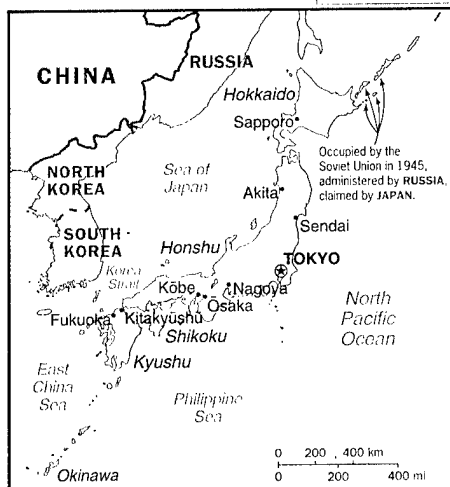 CHINA
RUSSIA
Hokkaido
Sapporo
Occupied by the
Soviet Union in 1945,
administered by RUSSIA,
claimed by JAPAN.
NORTH
KOREA
Sea of
Japan
Akita
Sendai
SOUTH
KOREA
Honshu
TOKYO
Korea
Strait
Kōbe
Nagoya
Ōsaka
North
Pacific
Ocean
Fukuoka
Kitakyūshū
Shikoku
Kyushu
East
China
Sea
Philippine
Sea
Okinawa
0 200 400 km
0 200 400 mi